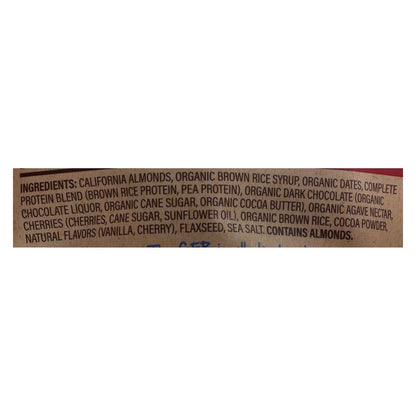 INGREDIENTS: CALIFORNIA ALMONDS, ORGANIC BROWN RICE SYRUP, ORGANIC DATES, COMPLETE
PROTEIN BLEND (BROWN RICE PROTEIN, PEA PROTEIN), ORGANIC DARK CHOCOLATE (ORGANIC
CHOCOLATE LIQUOR, ORGANIC CANE SUGAR, ORGANIC COCOA BUTTER), ORGANIC AGAVE NECTAR,
CHERRIES (CHERRIES, CANE SUGAR, SUNFLOWER OIL), ORGANIC BROWN RICE, COCOA POWDER,
NATURAL FLAVORS (VANILLA, CHERRY), FLAXSEED, SEA SALT. CONTAINS ALMONDS.